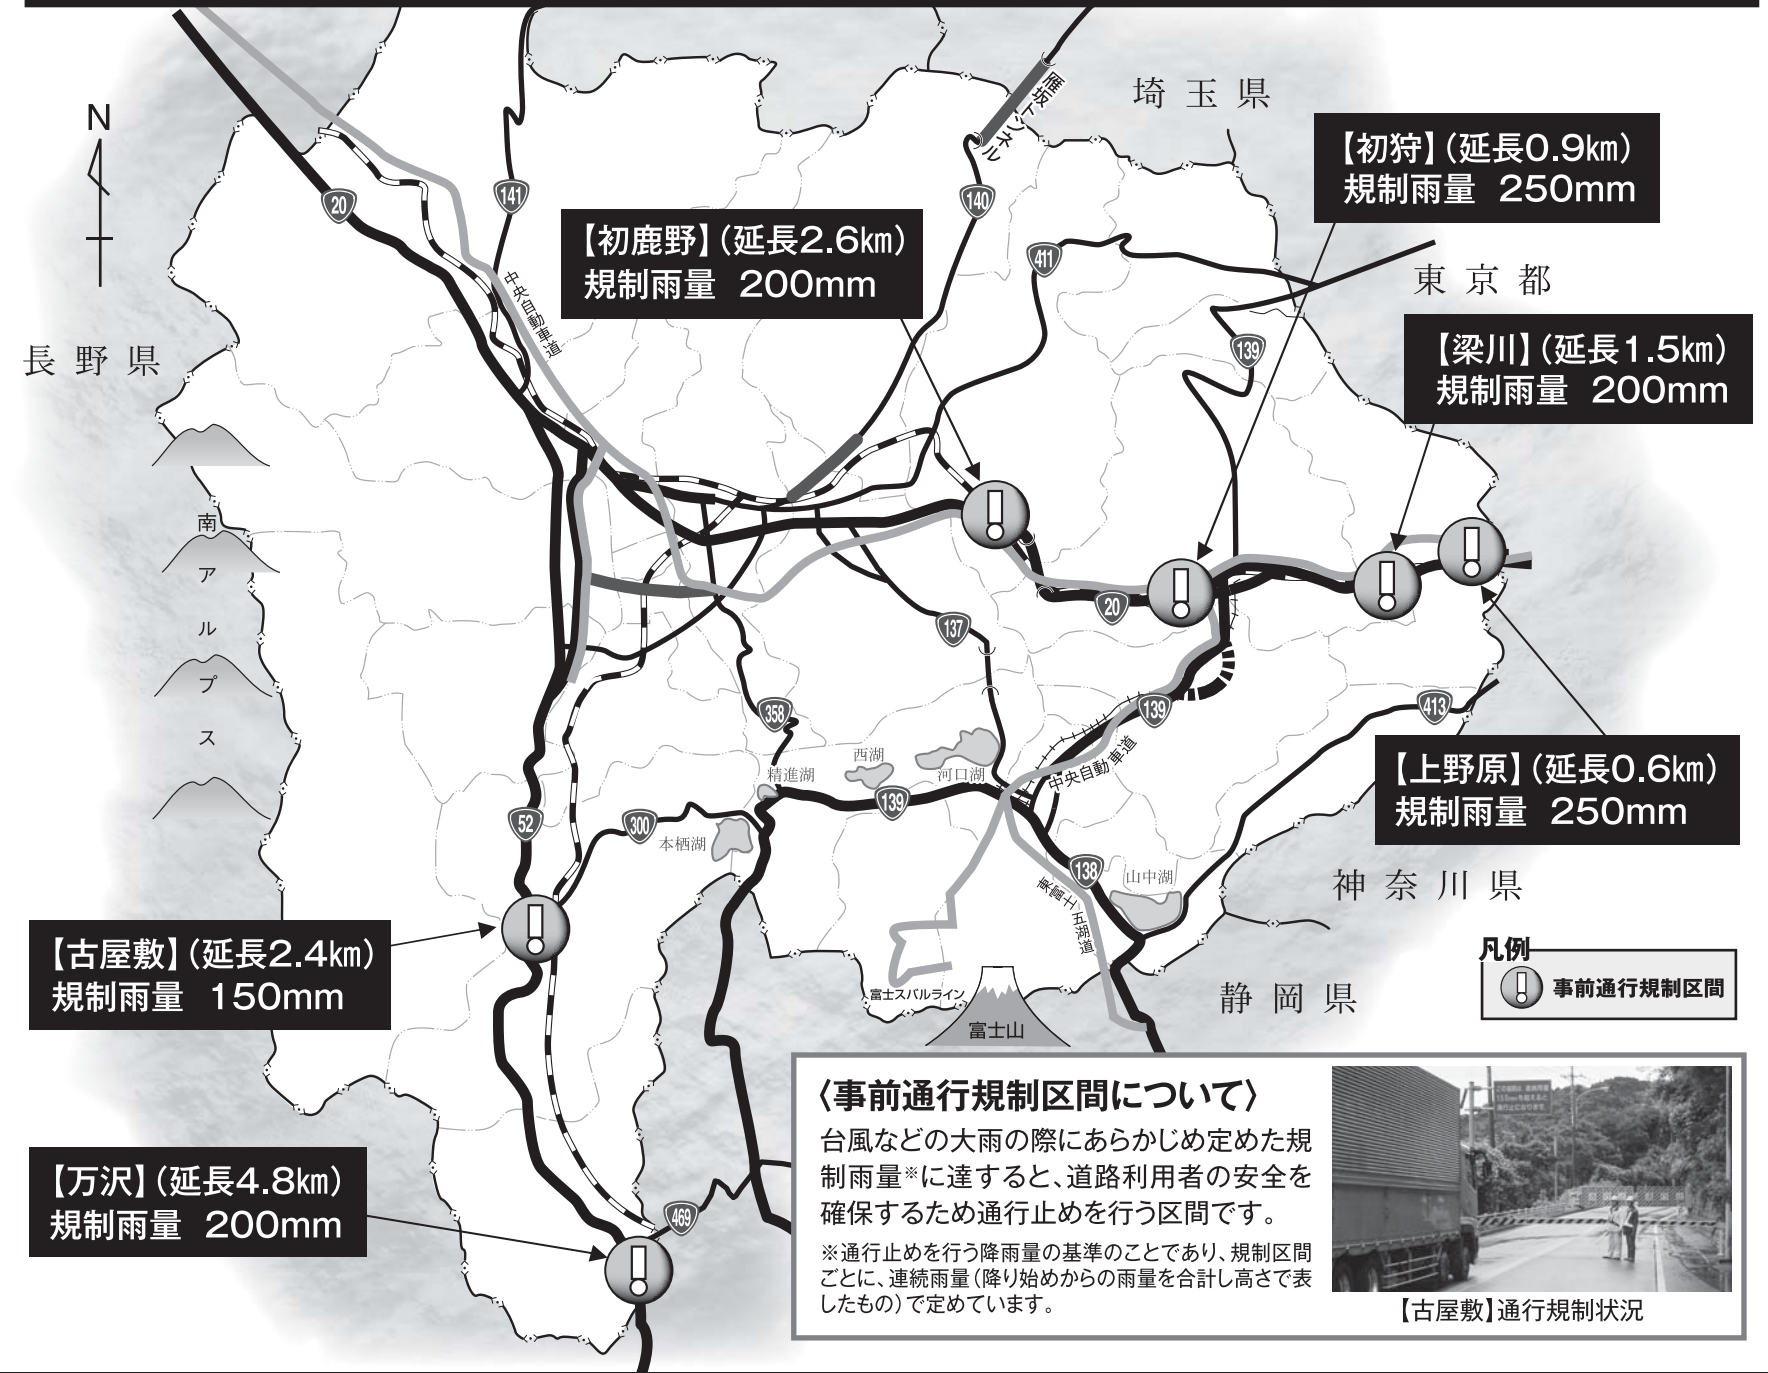 埼玉県
雁坂トンネル
N
【初狩】(延長0.9㎞)
規制雨量 250mm
20
141
140
【初鹿野】(延長2.6㎞)
規制雨量 200mm
411
東京都
中央自動車道
長野県
139
【梁川】(延長1.5㎞)
規制雨量 200mm
南アルプス
20
137
139
413
358
西湖
精進湖
河口湖
中央自動車道
【上野原】(延長0.6㎞)
規制雨量 250mm
52
300
139
本栖湖
138
山中湖
東富士五湖道
神奈川県
【古屋敷】(延長2.4㎞)
規制雨量 150mm
凡例
事前通行規制区間
富士スバルライン
静岡県
富士山
〈事前通行規制区間について〉
台風などの大雨の際にあらかじめ定めた規
制雨量※に達すると、道路利用者の安全を
確保するため通行止めを行う区間です。
※通行止めを行う降雨量の基準のことであり、規制区間
ごとに、連続雨量(降り始めからの雨量を合計し高さで表
したもの)で定めています。
【古屋敷】通行規制状況
【万沢】(延長4.8㎞)
規制雨量 200mm
469